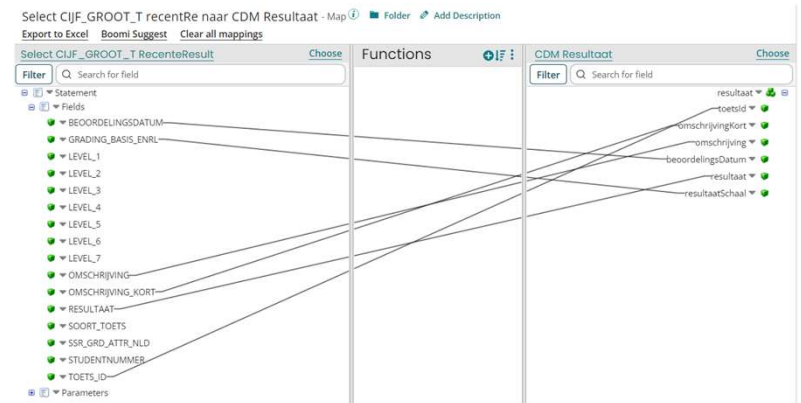 Select CIJF_GROOT_T recentRe naar CDM Resultaat - Map Folder Add Description
Export to Excel Boomi Suggest Clear all mappings
Select CIJF_GROOT_T RecenteResult Choose
Filter Search for field
Statement
Fields
BEOORDELINGSDATUM
GRADING_BASIS_ENRL
LEVEL_1
LEVEL_2
LEVEL_3
LEVEL_4
LEVEL_5
LEVEL_6
LEVEL_7
OMSCHRIJVING
OMSCHRIJVING_KORT
RESULTAAT
SOORT_TOETS
SSR_GRD_ATTR_NLD
STUDENTNUMMER
TOETS_ID
Parameters
Functions
CDM Resultaat Choose
Filter Search for field
resultaat
toetsId
omschrijvingKort
omschrijving
beoordelingsDatum
resultaat
resultaatSchaal